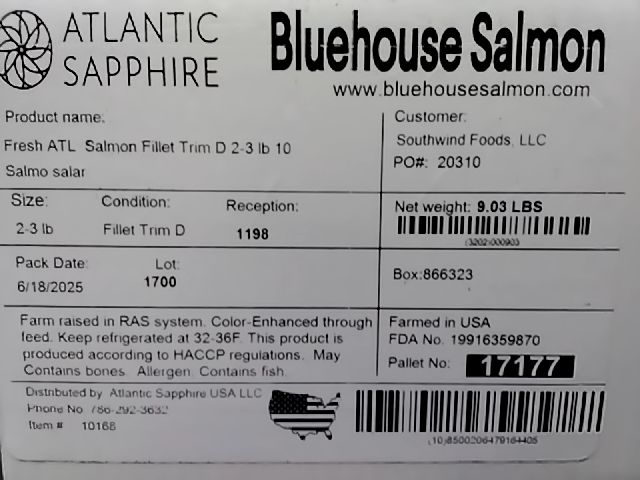 ATLANTIC
SAPPHIRE
Bluehouse Salmon
www.bluehousesalmon.com
Product name:
Fresh ATL Salmon Fillet Trim D 2-3 lb 10
Salmo salar
Customer:
Southwind Foods, LLC
PO#: 20310
Size:
2-3 lb
Condition:
Fillet Trim D
Reception:
1198
Net weight: 9.03 LBS
(3202)000903
Pack Date:
6/18/2025
Lot:
1700
Box:866323
Farm raised in RAS system. Color-Enhanced through
feed. Keep refrigerated at 32-36F. This product is
produced according to HACCP regulations. May
Contains bones. Allergen: Contains fish.
Farmed in USA
FDA No. 19916359870
Pallet No: 17177
Distributed by Atlantic Sapphire USA LLC
Phone No 786-292-3632
Item # 10168